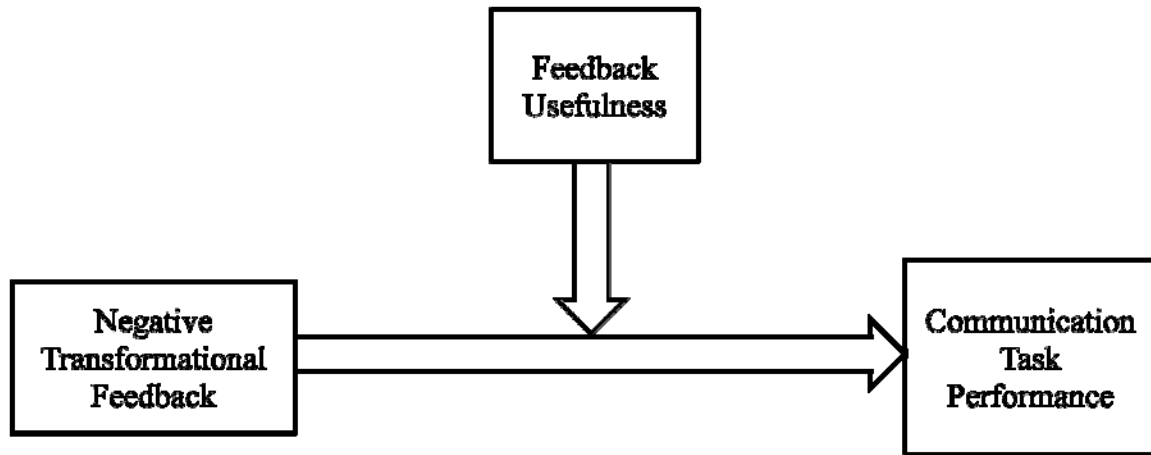 Feedback
Usefulness
Negative
Transformational
Feedback
Communication
Task
Performance